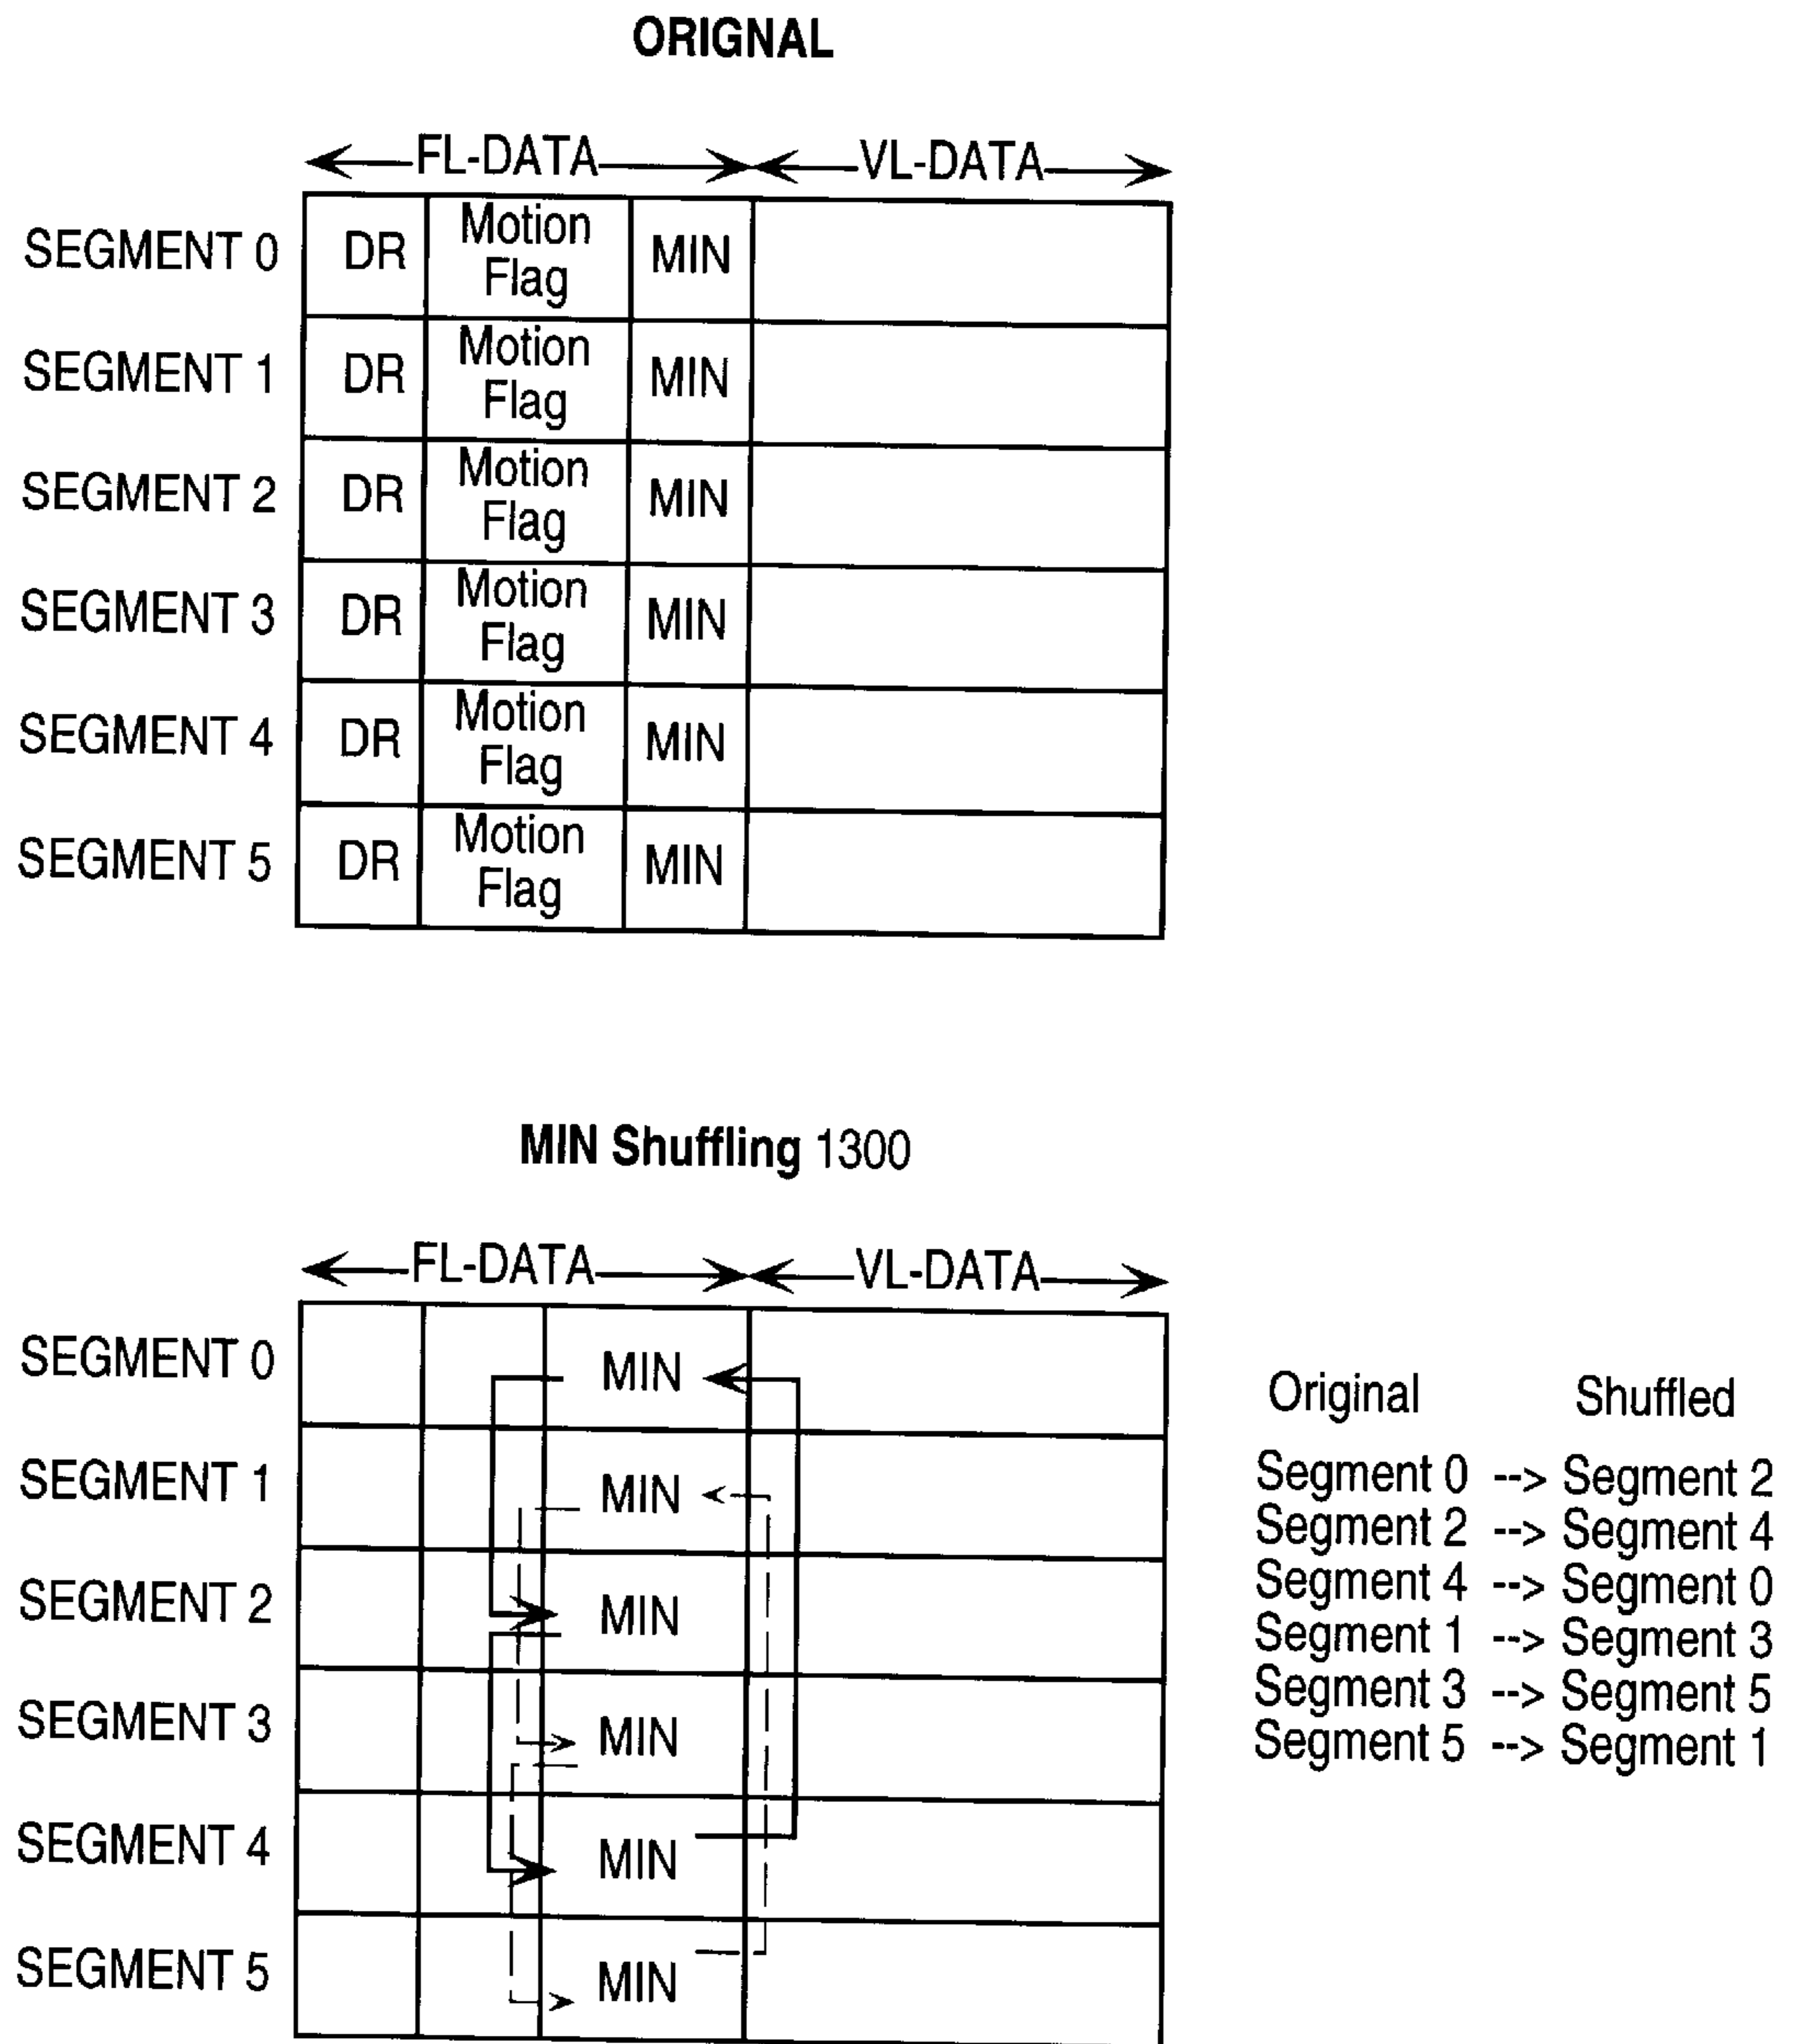 ORIGNAL
FL-DATA VL-DATA
SEGMENT 0 DR Motion Flag MIN
SEGMENT 1 DR Motion Flag MIN
SEGMENT 2 DR Motion Flag MIN
SEGMENT 3 DR Motion Flag MIN
SEGMENT 4 DR Motion Flag MIN
SEGMENT 5 DR Motion Flag MIN
MIN Shuffling 1300
FL-DATA VL-DATA
SEGMENT 0 MIN
SEGMENT 1 MIN
SEGMENT 2 MIN
SEGMENT 3 MIN
SEGMENT 4 MIN
SEGMENT 5 MIN
Original Shuffled
Segment 0 --> Segment 2
Segment 2 --> Segment 4
Segment 4 --> Segment 0
Segment 1 --> Segment 3
Segment 3 --> Segment 5
Segment 5 --> Segment 1